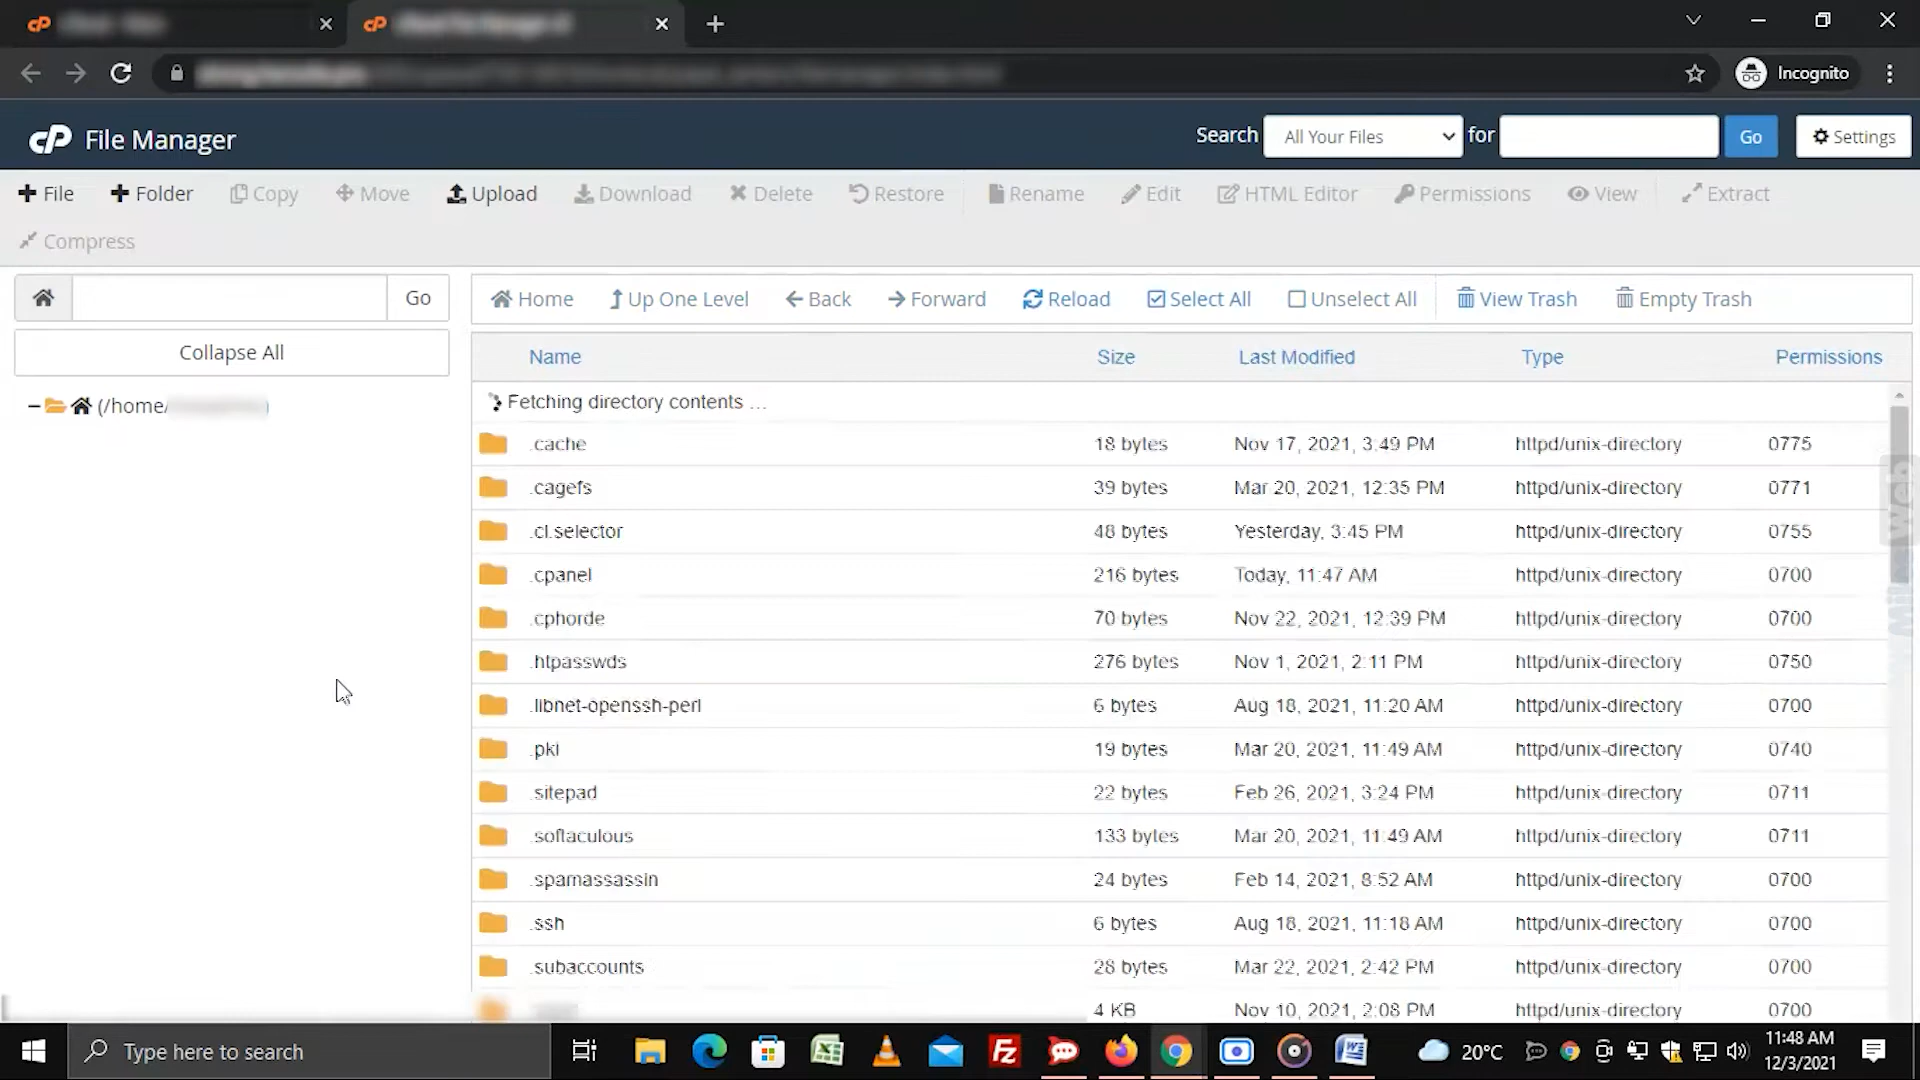 Incognito
cP File Manager
Search All Your Files for Go Settings
File Folder Copy Move Upload Download Delete Restore Rename Edit HTML Editor Permissions View Extract
Compress
Go Home Up One Level Back Forward Reload Select All Unselect All View Trash Empty Trash
Collapse All
(/home/
Name Size Last Modified Type Permissions
Fetching directory contents ...
.cache 18 bytes Nov 17, 2021, 3:49 PM httpd/unix-directory 0775
.cagefs 39 bytes Mar 20, 2021, 12:35 PM httpd/unix-directory 0771
.cl.selector 48 bytes Yesterday, 3:45 PM httpd/unix-directory 0755
.cpanel 216 bytes Today, 11:47 AM httpd/unix-directory 0700
.cphorde 70 bytes Nov 22, 2021, 12:39 PM httpd/unix-directory 0700
.htpasswds 276 bytes Nov 1, 2021, 2:11 PM httpd/unix-directory 0750
.libnet-openssh-perl 6 bytes Aug 18, 2021, 11:20 AM httpd/unix-directory 0700
.pki 19 bytes Mar 20, 2021, 11:49 AM httpd/unix-directory 0740
.sitepad 22 bytes Feb 26, 2021, 3:24 PM httpd/unix-directory 0711
.softaculous 133 bytes Mar 20, 2021, 11:49 AM httpd/unix-directory 0711
.spamassassin 24 bytes Feb 14, 2021, 8:52 AM httpd/unix-directory 0700
.ssh 6 bytes Aug 18, 2021, 11:18 AM httpd/unix-directory 0700
.subaccounts 28 bytes Mar 22, 2021, 2:42 PM httpd/unix-directory 0700
4 KB Nov 10, 2021, 2:08 PM httpd/unix-directory 0700
Type here to search
20°C
11:48 AM
12/3/2021